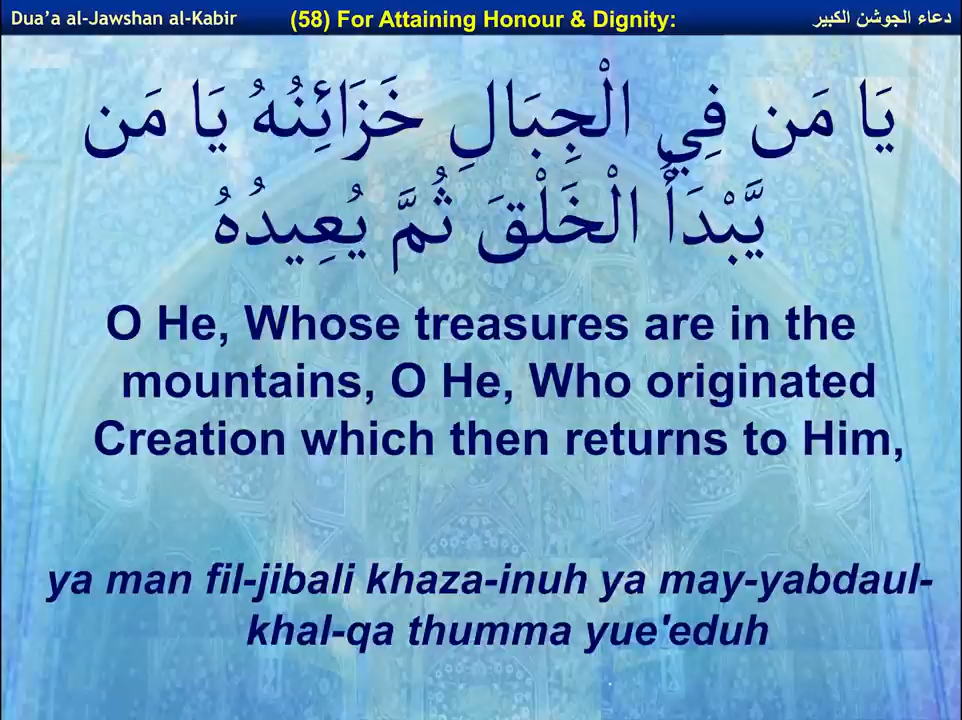 Dua’a al-Jawshan al-Kabir (58) For Attaining Honour & Dignity: دعاء الجوشن الكبير
يَا مَن فِي الْجِبَالِ خَزَائِنُهُ يَا مَن
يَّبْدَأُ الْخَلْقَ ثُمَّ يُعِيدُهُ
O He, Whose treasures are in the
mountains, O He, Who originated
Creation which then returns to Him,
ya man fil-jibali khaza-inuh ya may-yabdaul-
khal-qa thumma yue'eduh